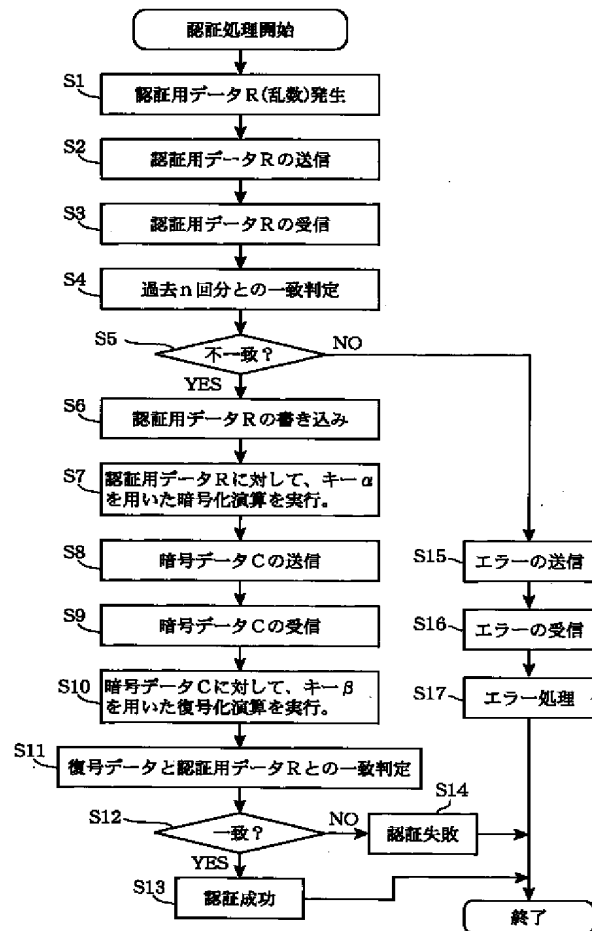 認証処理開始
S1
認証用データR(乱数)発生
S2
認証用データRの送信
S3
認証用データRの受信
S4
過去n回分との一致判定
S5
不一致?
NO
YES
S6
認証用データRの書き込み
S7
認証用データRに対して、キーα
を用いた暗号化演算を実行。
S8
暗号データCの送信
S9
暗号データCの受信
S10
暗号データCに対して、キーβ
を用いた復号化演算を実行。
S11
復号データと認証用データRとの一致判定
S12
一致?
NO
YES
S14
認証失敗
S13
認証成功
S15
エラーの送信
S16
エラーの受信
S17
エラー処理
終了